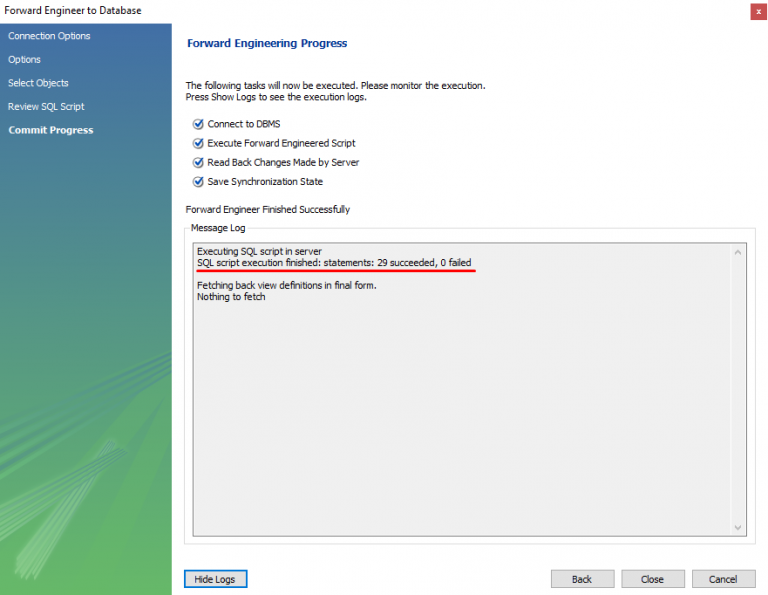 Forward Engineer to Database
x
Connection Options
Options
Select Objects
Review SQL Script
Commit Progress
Forward Engineering Progress
The following tasks will now be executed. Please monitor the execution.
Press Show Logs to see the execution logs.
Connect to DBMS
Execute Forward Engineered Script
Read Back Changes Made by Server
Save Synchronization State
Forward Engineer Finished Successfully
Message Log
Executing SQL script in server
SQL script execution finished: statements: 29 succeeded, 0 failed
Fetching back view definitions in final form.
Nothing to fetch
Hide Logs
Back
Close
Cancel